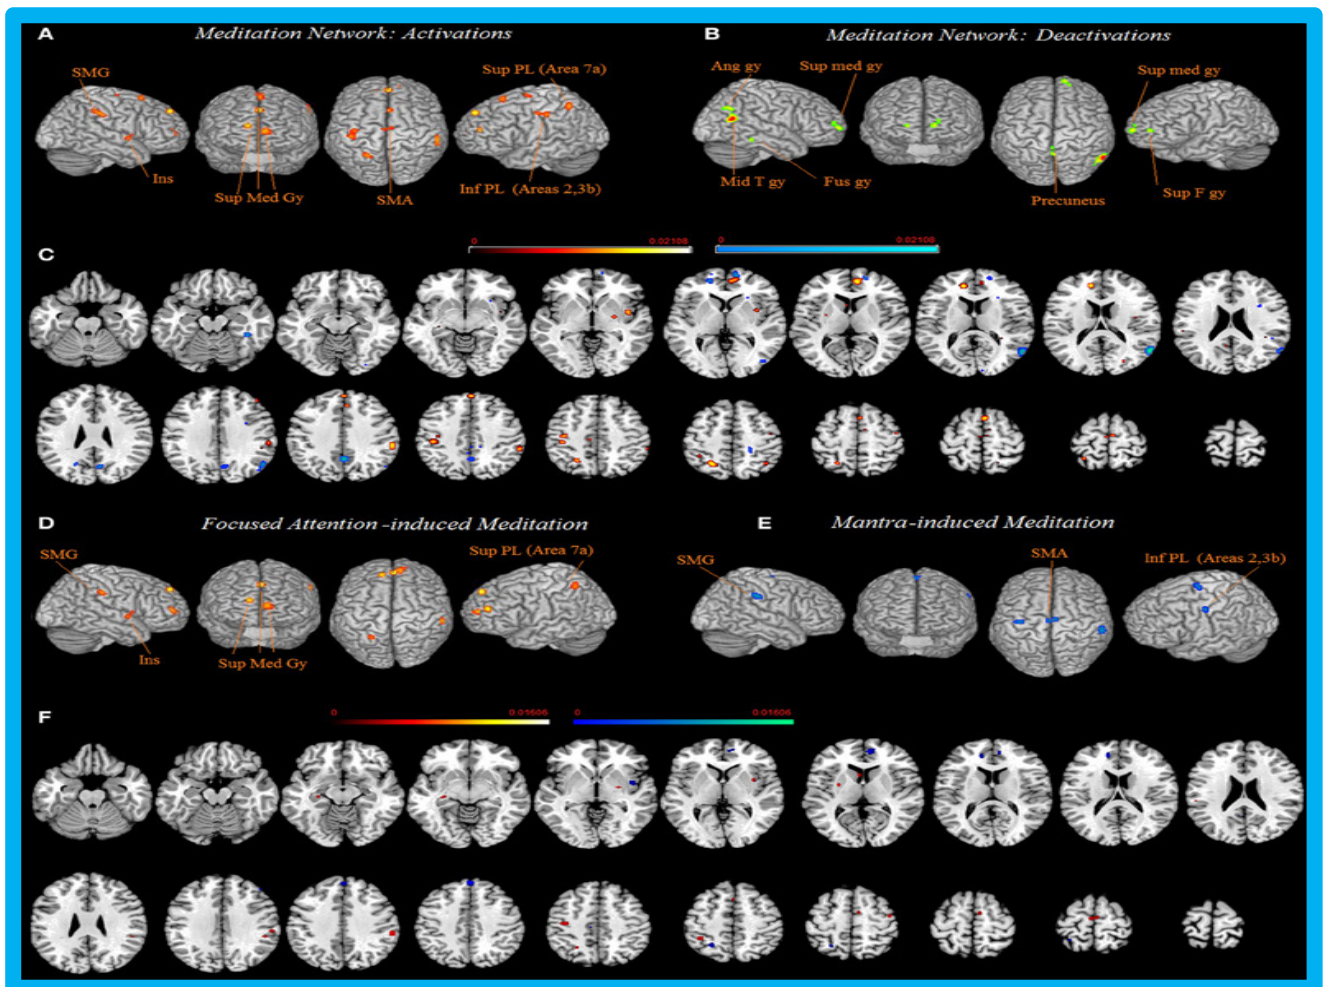 A
Meditation Network: Activations
SMG
Sup PL (Area 7a)
Ins
Sup Med Gy
SMA
Inf PL (Areas 2,3b)
B
Meditation Network: Deactivations
Ang gy
Sup med gy
Sup med gy
Mid T gy
Fus gy
Precuneus
Sup F gy
C
0
0.02108
0
0.02108
D
Focused Attention-induced Meditation
SMG
Sup PL (Area 7a)
Ins
Sup Med Gy
E
Mantra-induced Meditation
SMG
SMA
Inf PL (Areas 2,3b)
F
0
0.01606
0
0.01606